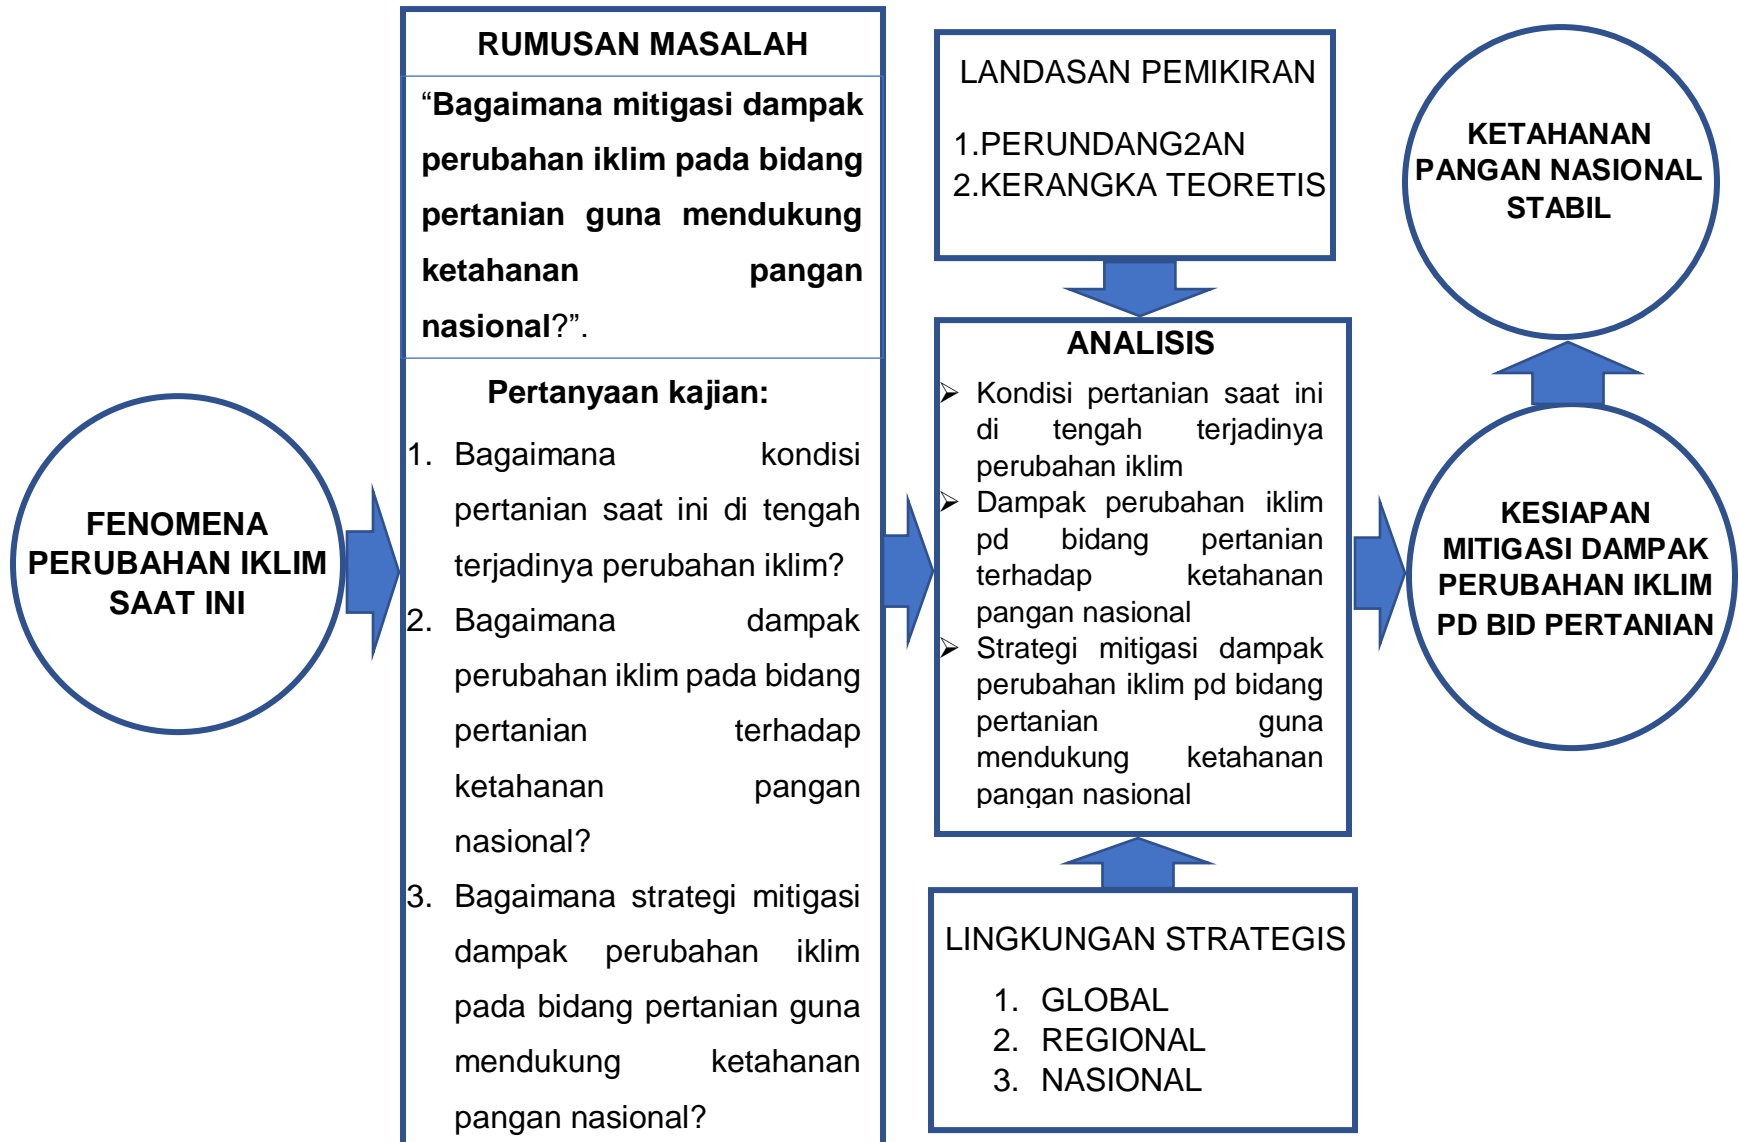 FENOMENA
PERUBAHAN IKLIM
SAAT INI
RUMUSAN MASALAH
“Bagaimana mitigasi dampak
perubahan iklim pada bidang
pertanian guna mendukung
ketahanan pangan
nasional?”.
Pertanyaan kajian:
1. Bagaimana kondisi
pertanian saat ini di tengah
terjadinya perubahan iklim?
2. Bagaimana dampak
perubahan iklim pada bidang
pertanian terhadap
ketahanan pangan
nasional?
3. Bagaimana strategi mitigasi
dampak perubahan iklim
pada bidang pertanian guna
mendukung ketahanan
pangan nasional?
LANDASAN PEMIKIRAN
1.PERUNDANG2AN
2.KERANGKA TEORETIS
ANALISIS
➢ Kondisi pertanian saat ini
di tengah terjadinya
perubahan iklim
➢ Dampak perubahan iklim
pd bidang pertanian
terhadap ketahanan
pangan nasional
➢ Strategi mitigasi dampak
perubahan iklim pd bidang
pertanian guna
mendukung ketahanan
pangan nasional
LINGKUNGAN STRATEGIS
1. GLOBAL
2. REGIONAL
3. NASIONAL
KETAHANAN
PANGAN NASIONAL
STABIL
KESIAPAN
MITIGASI DAMPAK
PERUBAHAN IKLIM
PD BID PERTANIAN